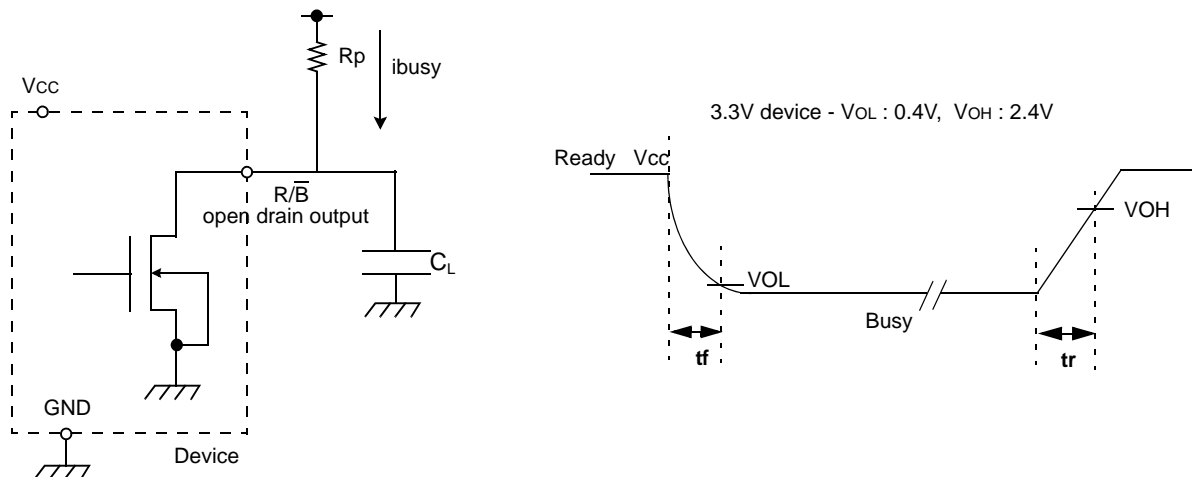 Rp
ibusy
VCC
R/B̅
open drain output
CL
GND
Device
3.3V device - VOL : 0.4V, VOH : 2.4V
Ready Vcc
VOH
VOL
Busy
tf
tr